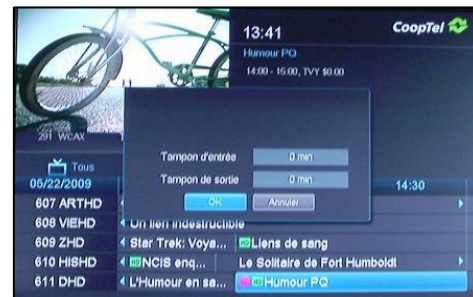 13:41
CoopTel
Humour PQ
14:00 - 15:00, TVY $0.00
291 WCAX
Tampon d'entrée 0 min
Tampon de sortie 0 min
OK Annuler
Tous
06/22/2009 14:30
607 ARTHD
608 VIEHD Un lien indestructible
609 ZHD Star Trek: Voya... HD Liens de sang
610 HISHD HD NCIS enq... Le Solitaire de Fort Humboldt
611 DHD L'Humour en sa... HD Humour PQ